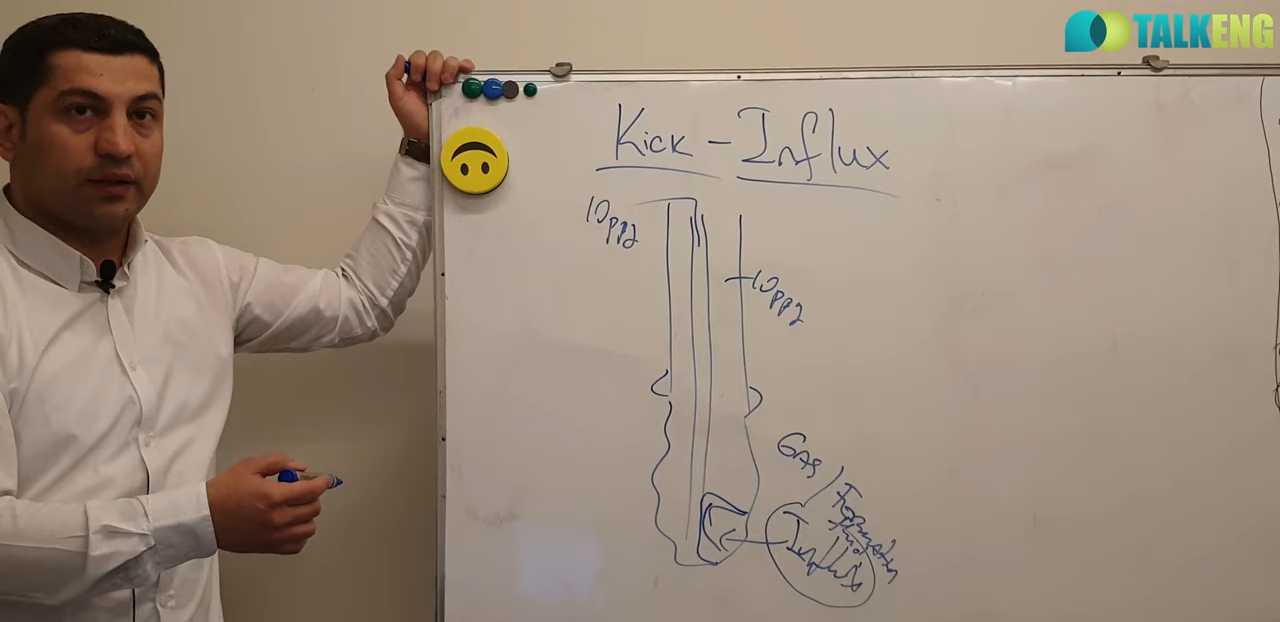 TALKENG
Kick - Influx
10ppg
10ppg
Gas / Formation
fluid
Influx